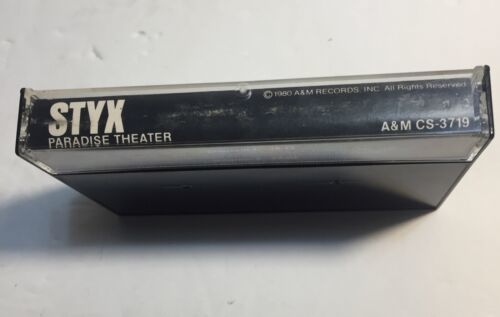 STYX
PARADISE THEATER
©1980 A&M RECORDS, INC. All Rights Reserved
A&M CS-3719